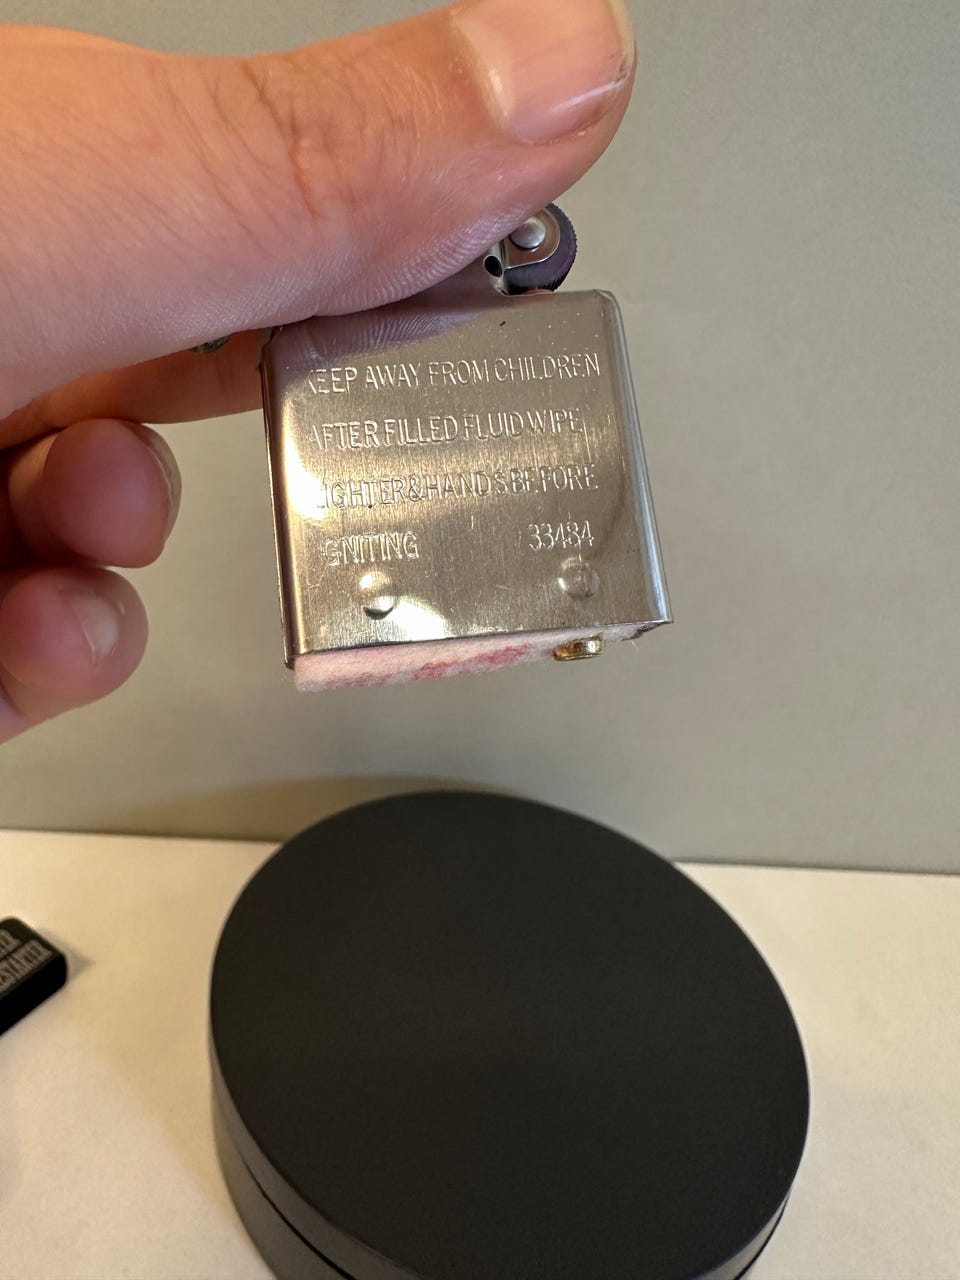 KEEP AWAY FROM CHILDREN
AFTER FILLED FLUID WIPE
LIGHTER&HANDS BEFORE
IGNITING 33484